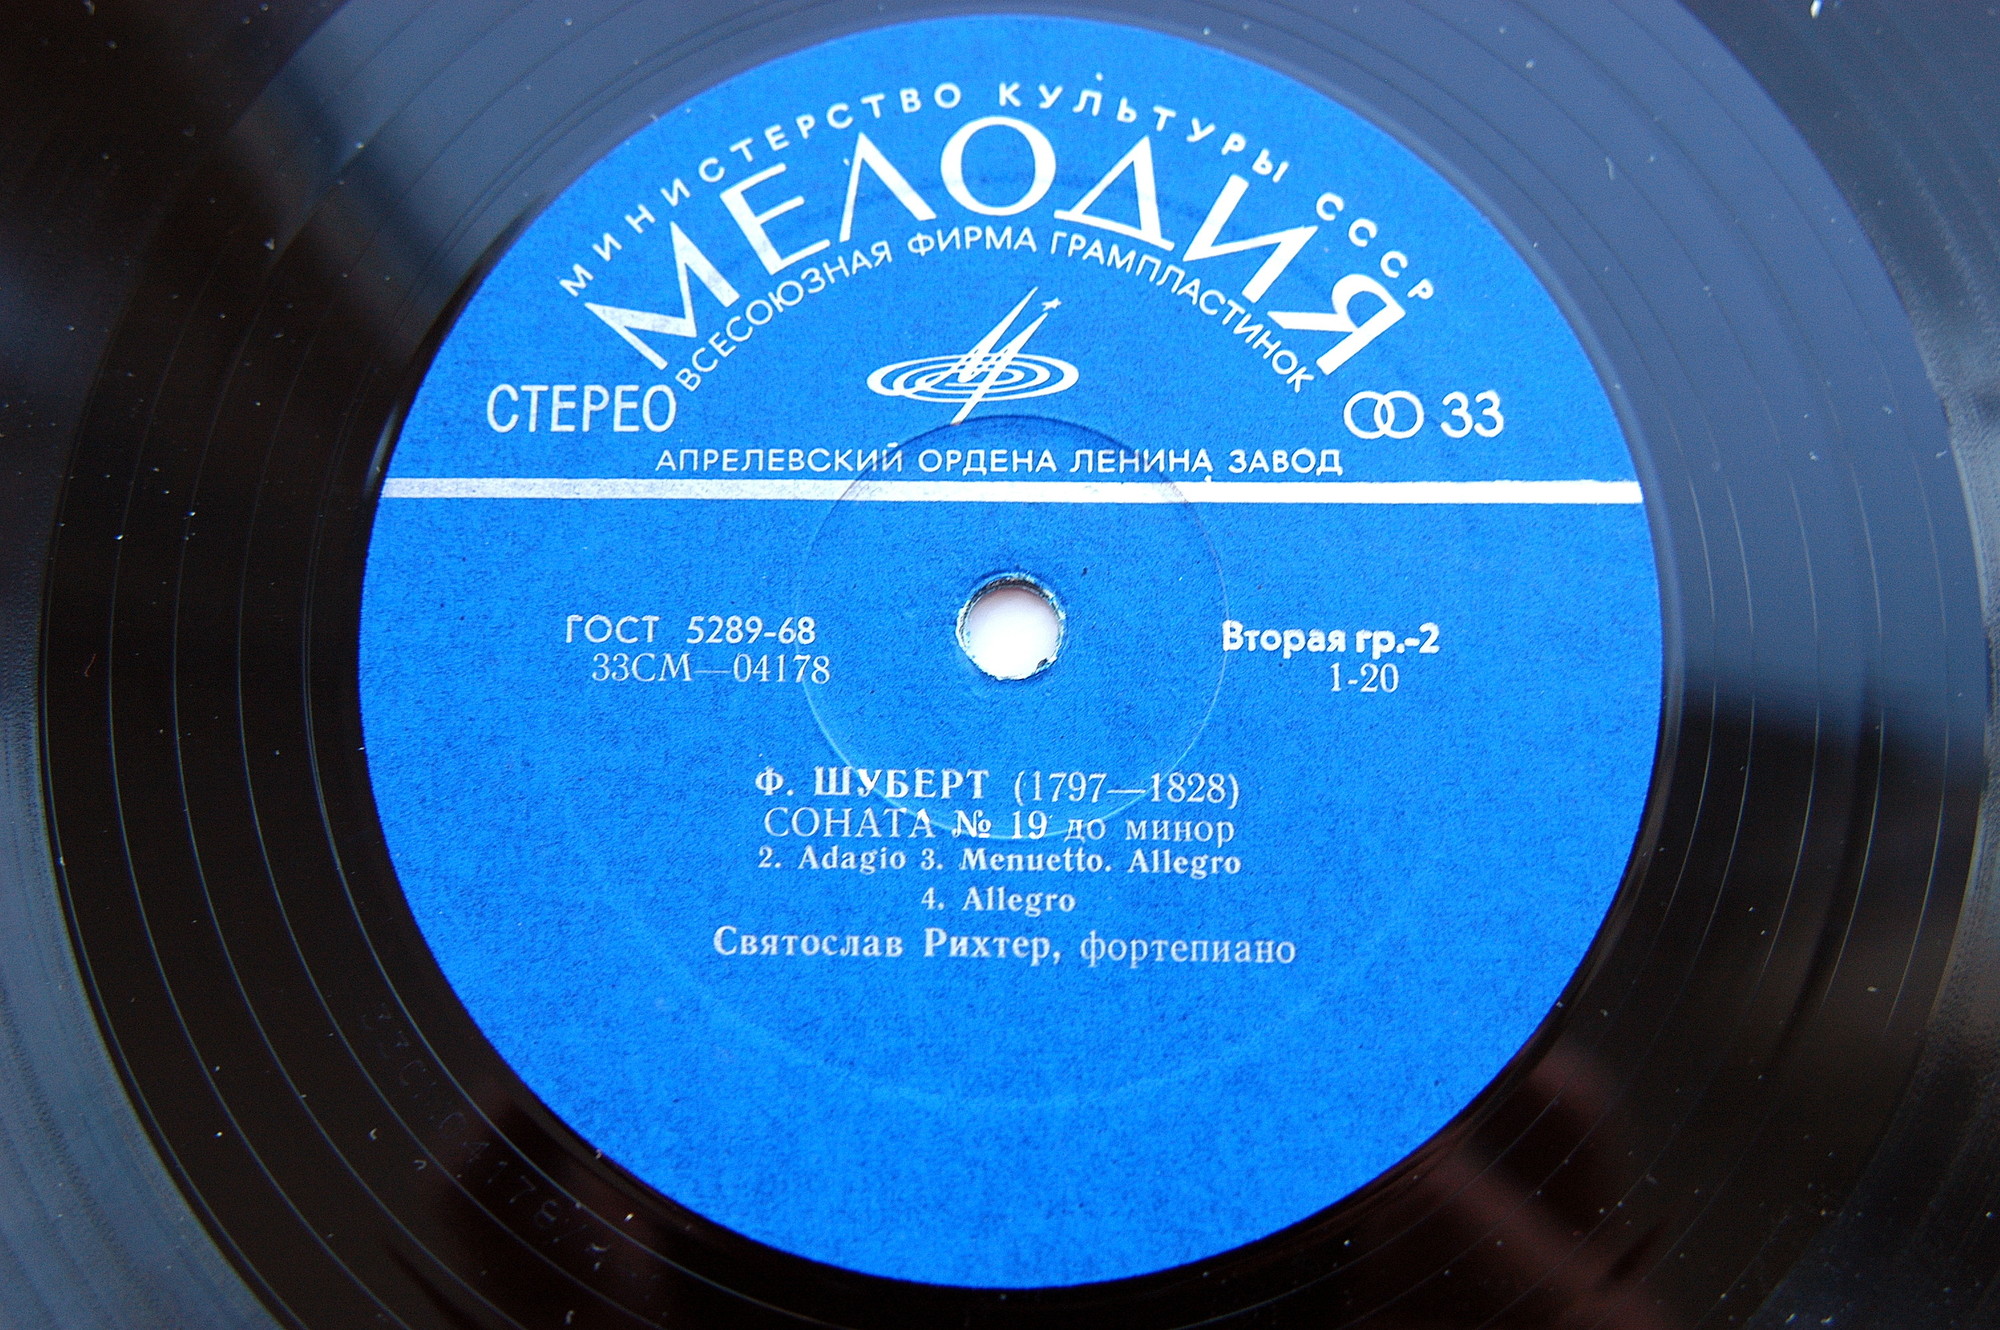 МИНИСТЕРСТВО КУЛЬТУРЫ СССР
МЕЛОДИЯ
ВСЕСОЮЗНАЯ ФИРМА ГРАМПЛАСТИНОК
СТЕРЕО
33
АПРЕЛЕВСКИЙ ОРДЕНА ЛЕНИНА ЗАВОД
ГОСТ 5289-68
33СМ—04178
Вторая гр.-2
1-20
Ф. ШУБЕРТ (1797—1828)
СОНАТА № 19 до минор
2. Adagio 3. Menuetto. Allegro
4. Allegro
Святослав Рихтер, фортепиано